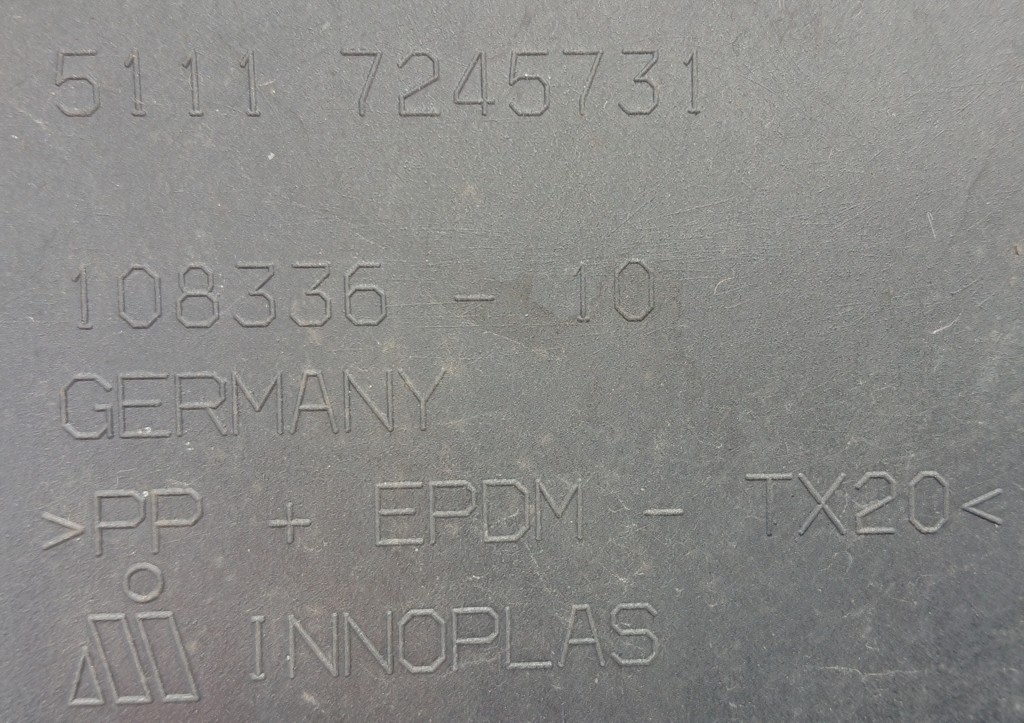 5111 7245731
108336 - 10
GERMANY
>PP + EPDM - TX20<
INNOPLAS